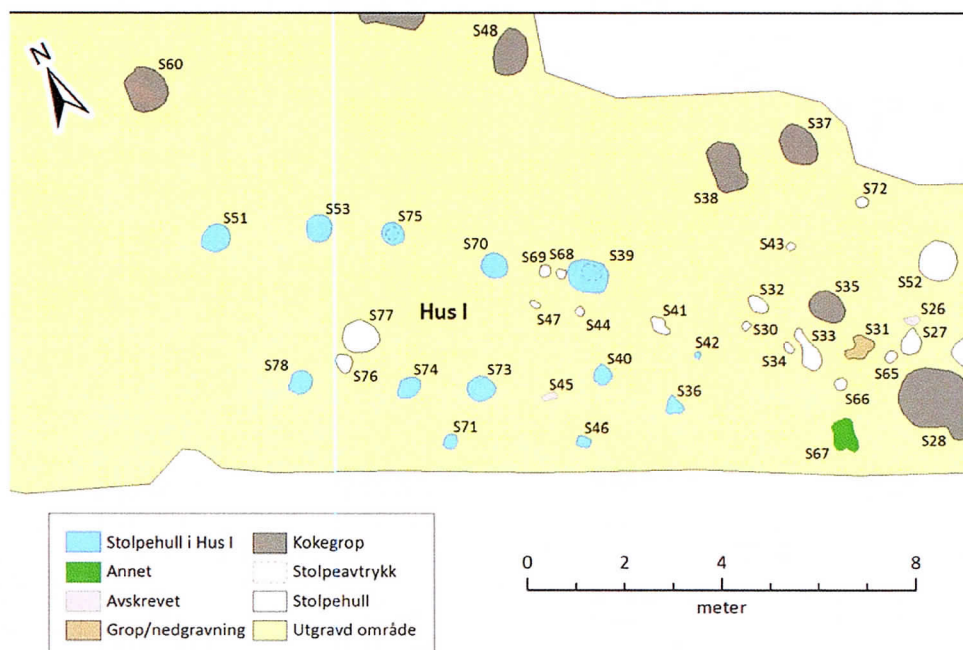 S48
S60
N
S37
S38
S72
S51
S53
S75
S43
S70
S69
S68
S39
S52
S32
S35
S26
S77
Hus I
S47
S44
S41
S30
S33
S31
S27
S42
S34
S65
S78
S76
S74
S73
S45
S40
S36
S66
S71
S46
S67
S28
Stolpehull i Hus I
Kokegrop
Annet
Stolpeavtrykk
Avskrevet
Stolpehull
Grop/nedgravning
Utgravd område
0 2 4 8
meter